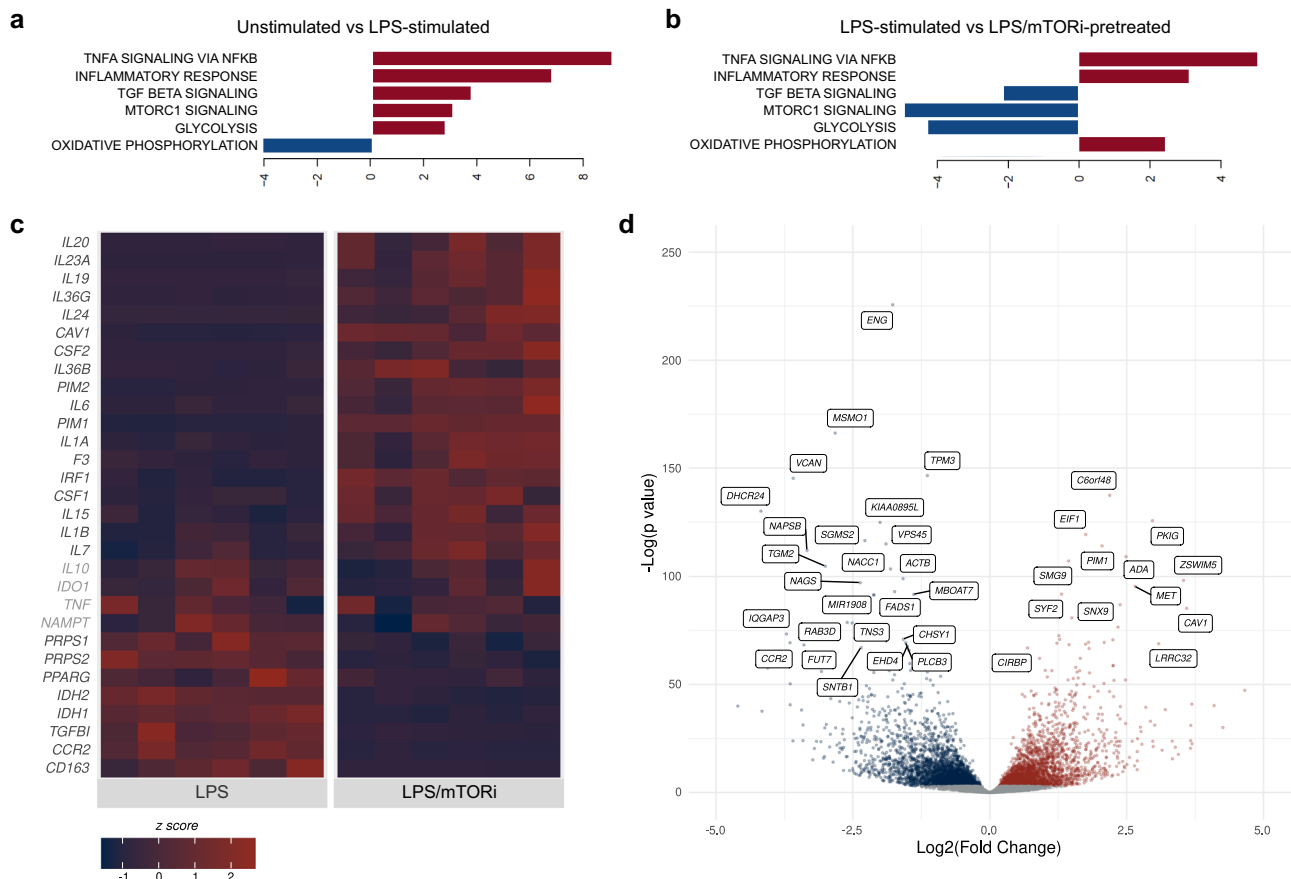 a
Unstimulated vs LPS-stimulated
TNFA SIGNALING VIA NFKB
INFLAMMATORY RESPONSE
TGF BETA SIGNALING
MTORC1 SIGNALING
GLYCOLYSIS
OXIDATIVE PHOSPHORYLATION
−4 0 2 4 6 8
b
LPS-stimulated vs LPS/mTORi-pretreated
TNFA SIGNALING VIA NFKB
INFLAMMATORY RESPONSE
TGF BETA SIGNALING
MTORC1 SIGNALING
GLYCOLYSIS
OXIDATIVE PHOSPHORYLATION
−4 0 2 4
c
IL20
IL23A
IL19
IL36G
IL24
CAV1
CSF2
IL36B
PIM2
IL6
PIM1
IL1A
F3
IRF1
CSF1
IL15
IL1B
IL7
IL10
IDO1
TNF
NAMPT
PRPS1
PRPS2
PPARG
IDH2
IDH1
TGFBI
CCR2
CD163
LPS LPS/mTORi
z score
-1 0 1 2
d
-Log(p value)
250
200
150
100
50
0
ENG
MSMO1
VCAN
TPM3
DHCR24
C6orf48
KIAA0895L
EIF1
NAPSB
SGMS2
VPS45
PKIG
TGM2
NACC1
ACTB
PIM1
ADA
ZSWIM5
NAGS
SMG9
MBOAT7
MET
MIR1908
FADS1
SYF2
SNX9
IQGAP3
RAB3D
TNS3
CHSY1
CAV1
CCR2
FUT7
EHD4
PLCB3
CIRBP
LRRC32
SNTB1
-5.0 -2.5 0.0 2.5 5.0
Log2(Fold Change)